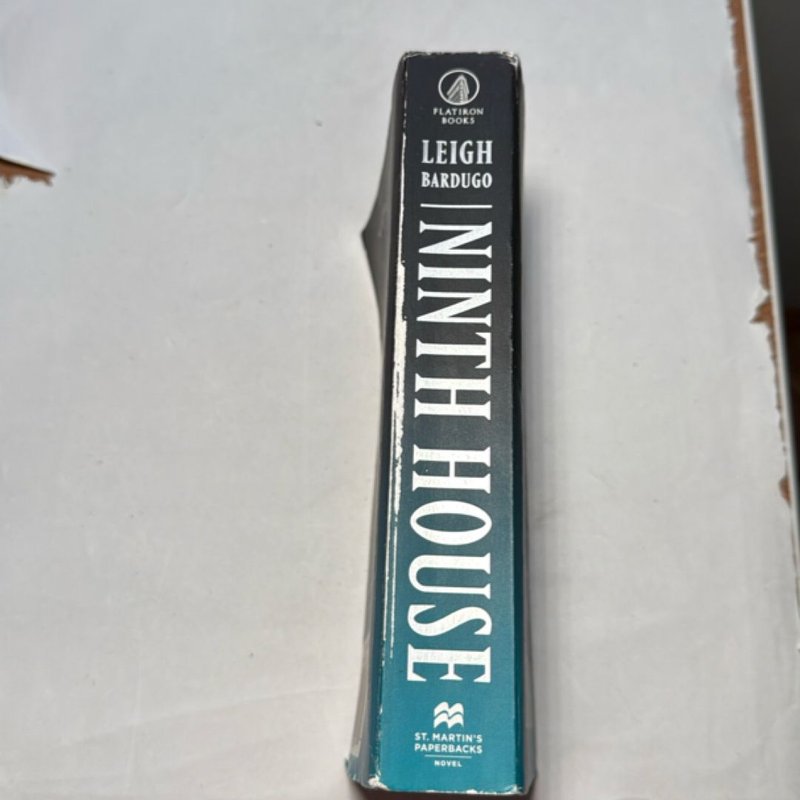 FLATIRON
BOOKS
LEIGH
BARDUGO
NINTH HOUSE
ST. MARTIN'S
PAPERBACKS
NOVEL